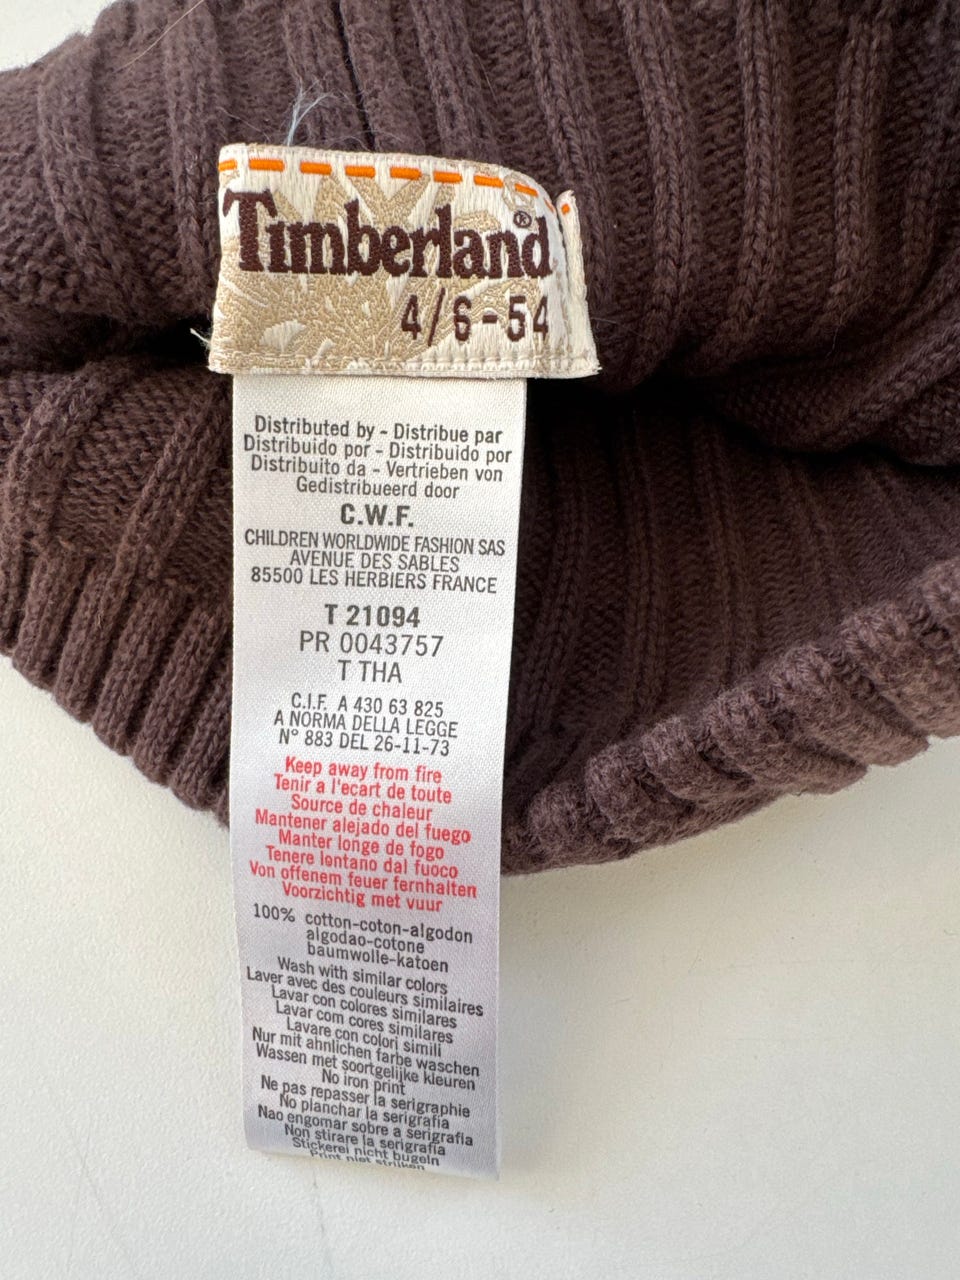 Timberland®
4/6-54
Distributed by - Distribue par
Distribuido por - Distribuido por
Distribuito da - Vertrieben von
Gedistribueerd door
C.W.F.
CHILDREN WORLDWIDE FASHION SAS
AVENUE DES SABLES
85500 LES HERBIERS FRANCE
T 21094
PR 0043757
T THA
C.I.F. A 430 63 825
A NORMA DELLA LEGGE
N° 883 DEL 26-11-73
Keep away from fire
Tenir a l'ecart de toute
Source de chaleur
Mantener alejado del fuego
Manter longe de fogo
Tenere lontano dal fuoco
Von offenem feuer fernhalten
Voorzichtig met vuur
100% cotton-coton-algodon
algodao-cotone
baumwolle-katoen
Wash with similar colors
Laver avec des couleurs similaires
Lavar con colores similares
Lavar com cores similares
Lavare con colori simili
Nur mit ahnlichen farbe waschen
Wassen met soortgelijke kleuren
No iron print
Ne pas repasser la serigraphie
No planchar la serigrafia
Nao engomar sobre a serigrafia
Non stirare la serigrafia
Stickerei nicht bugeln
Print niet strijken